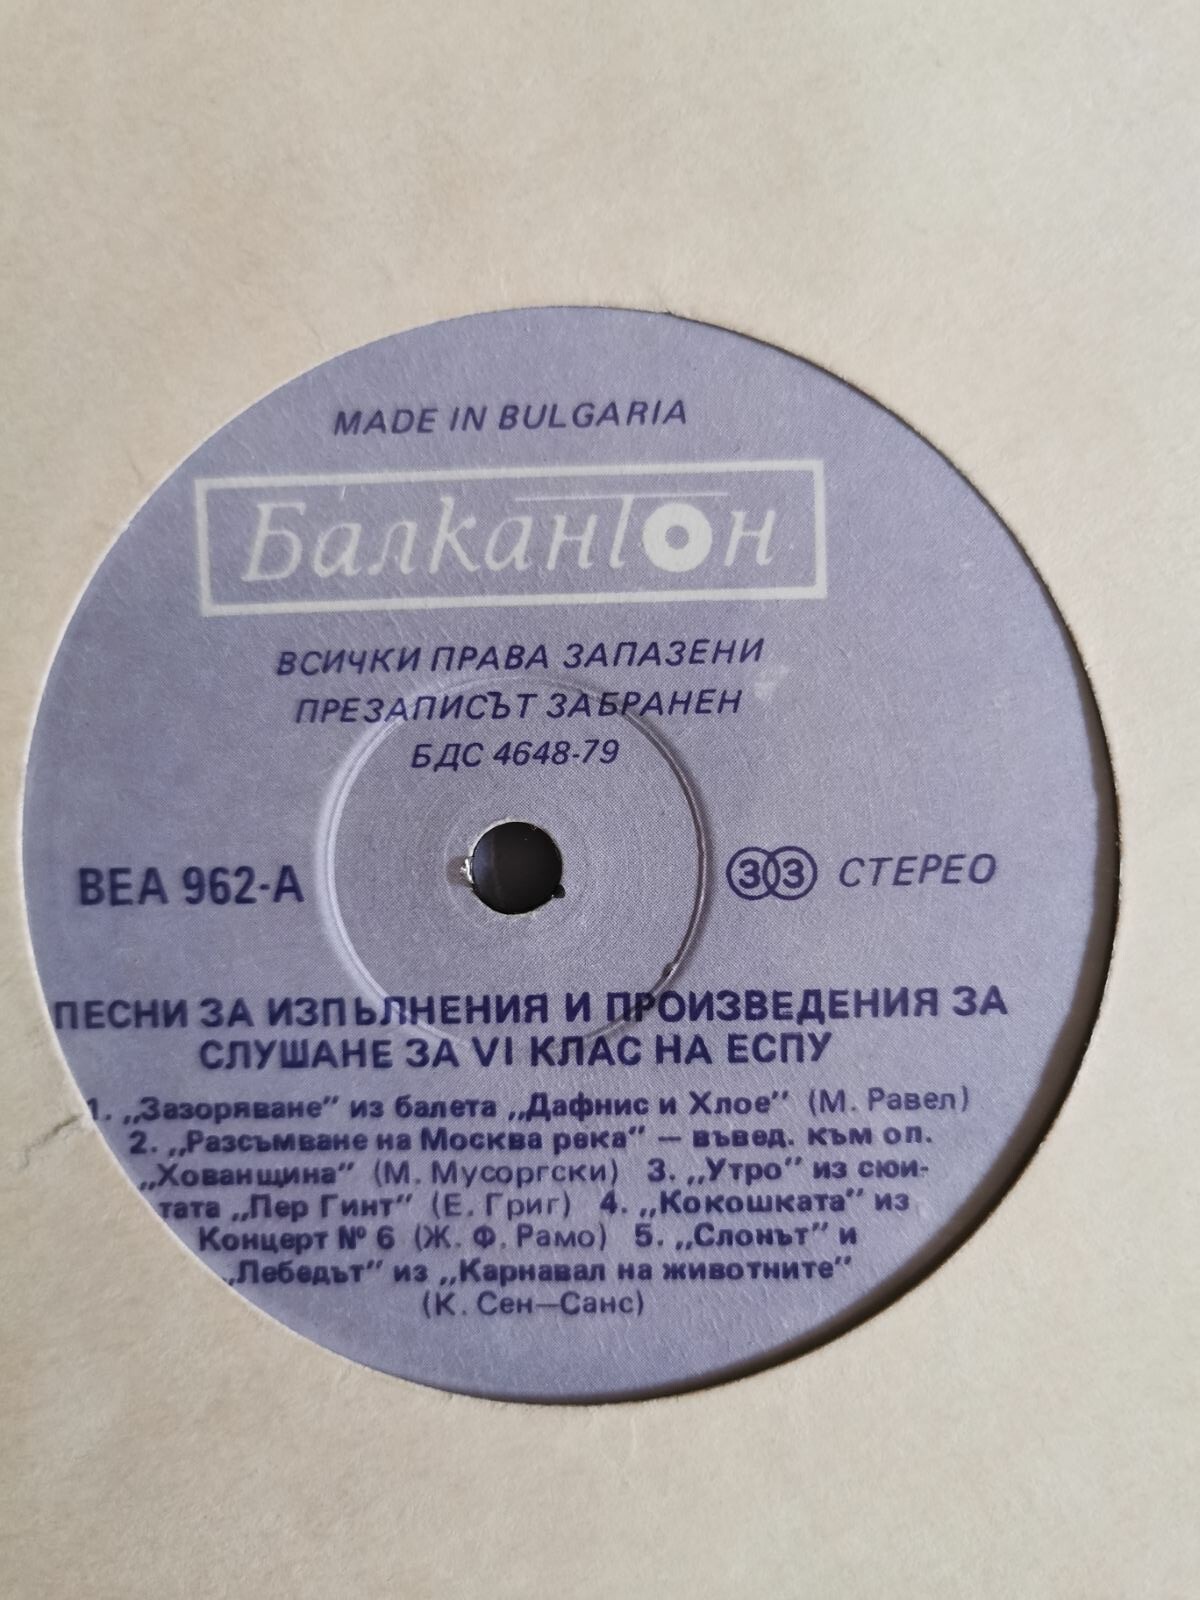 MADE IN BULGARIA
Балкантон
ВСИЧКИ ПРАВА ЗАПАЗЕНИ
ПРЕЗАПИСЪТ ЗАБРАНЕН
БДС 4648-79
ВЕА 962-А
33 СТЕРЕО
ПЕСНИ ЗА ИЗПЪЛНЕНИЯ И ПРОИЗВЕДЕНИЯ ЗА
СЛУШАНЕ ЗА VI КЛАС НА ЕСПУ
1. „Зазоряване” из балета „Дафнис и Хлое” (М. Равел)
2. „Разсъмване на Москва река” — въвед. към оп.
„Хованщина” (М. Мусоргски) 3. „Утро” из сюи-
тата „Пер Гинт” (Е. Григ) 4. „Кокошката” из
Концерт № 6 (Ж. Ф. Рамо) 5. „Слонът” и
„Лебедът” из „Карнавал на животните”
(К. Сен—Санс)